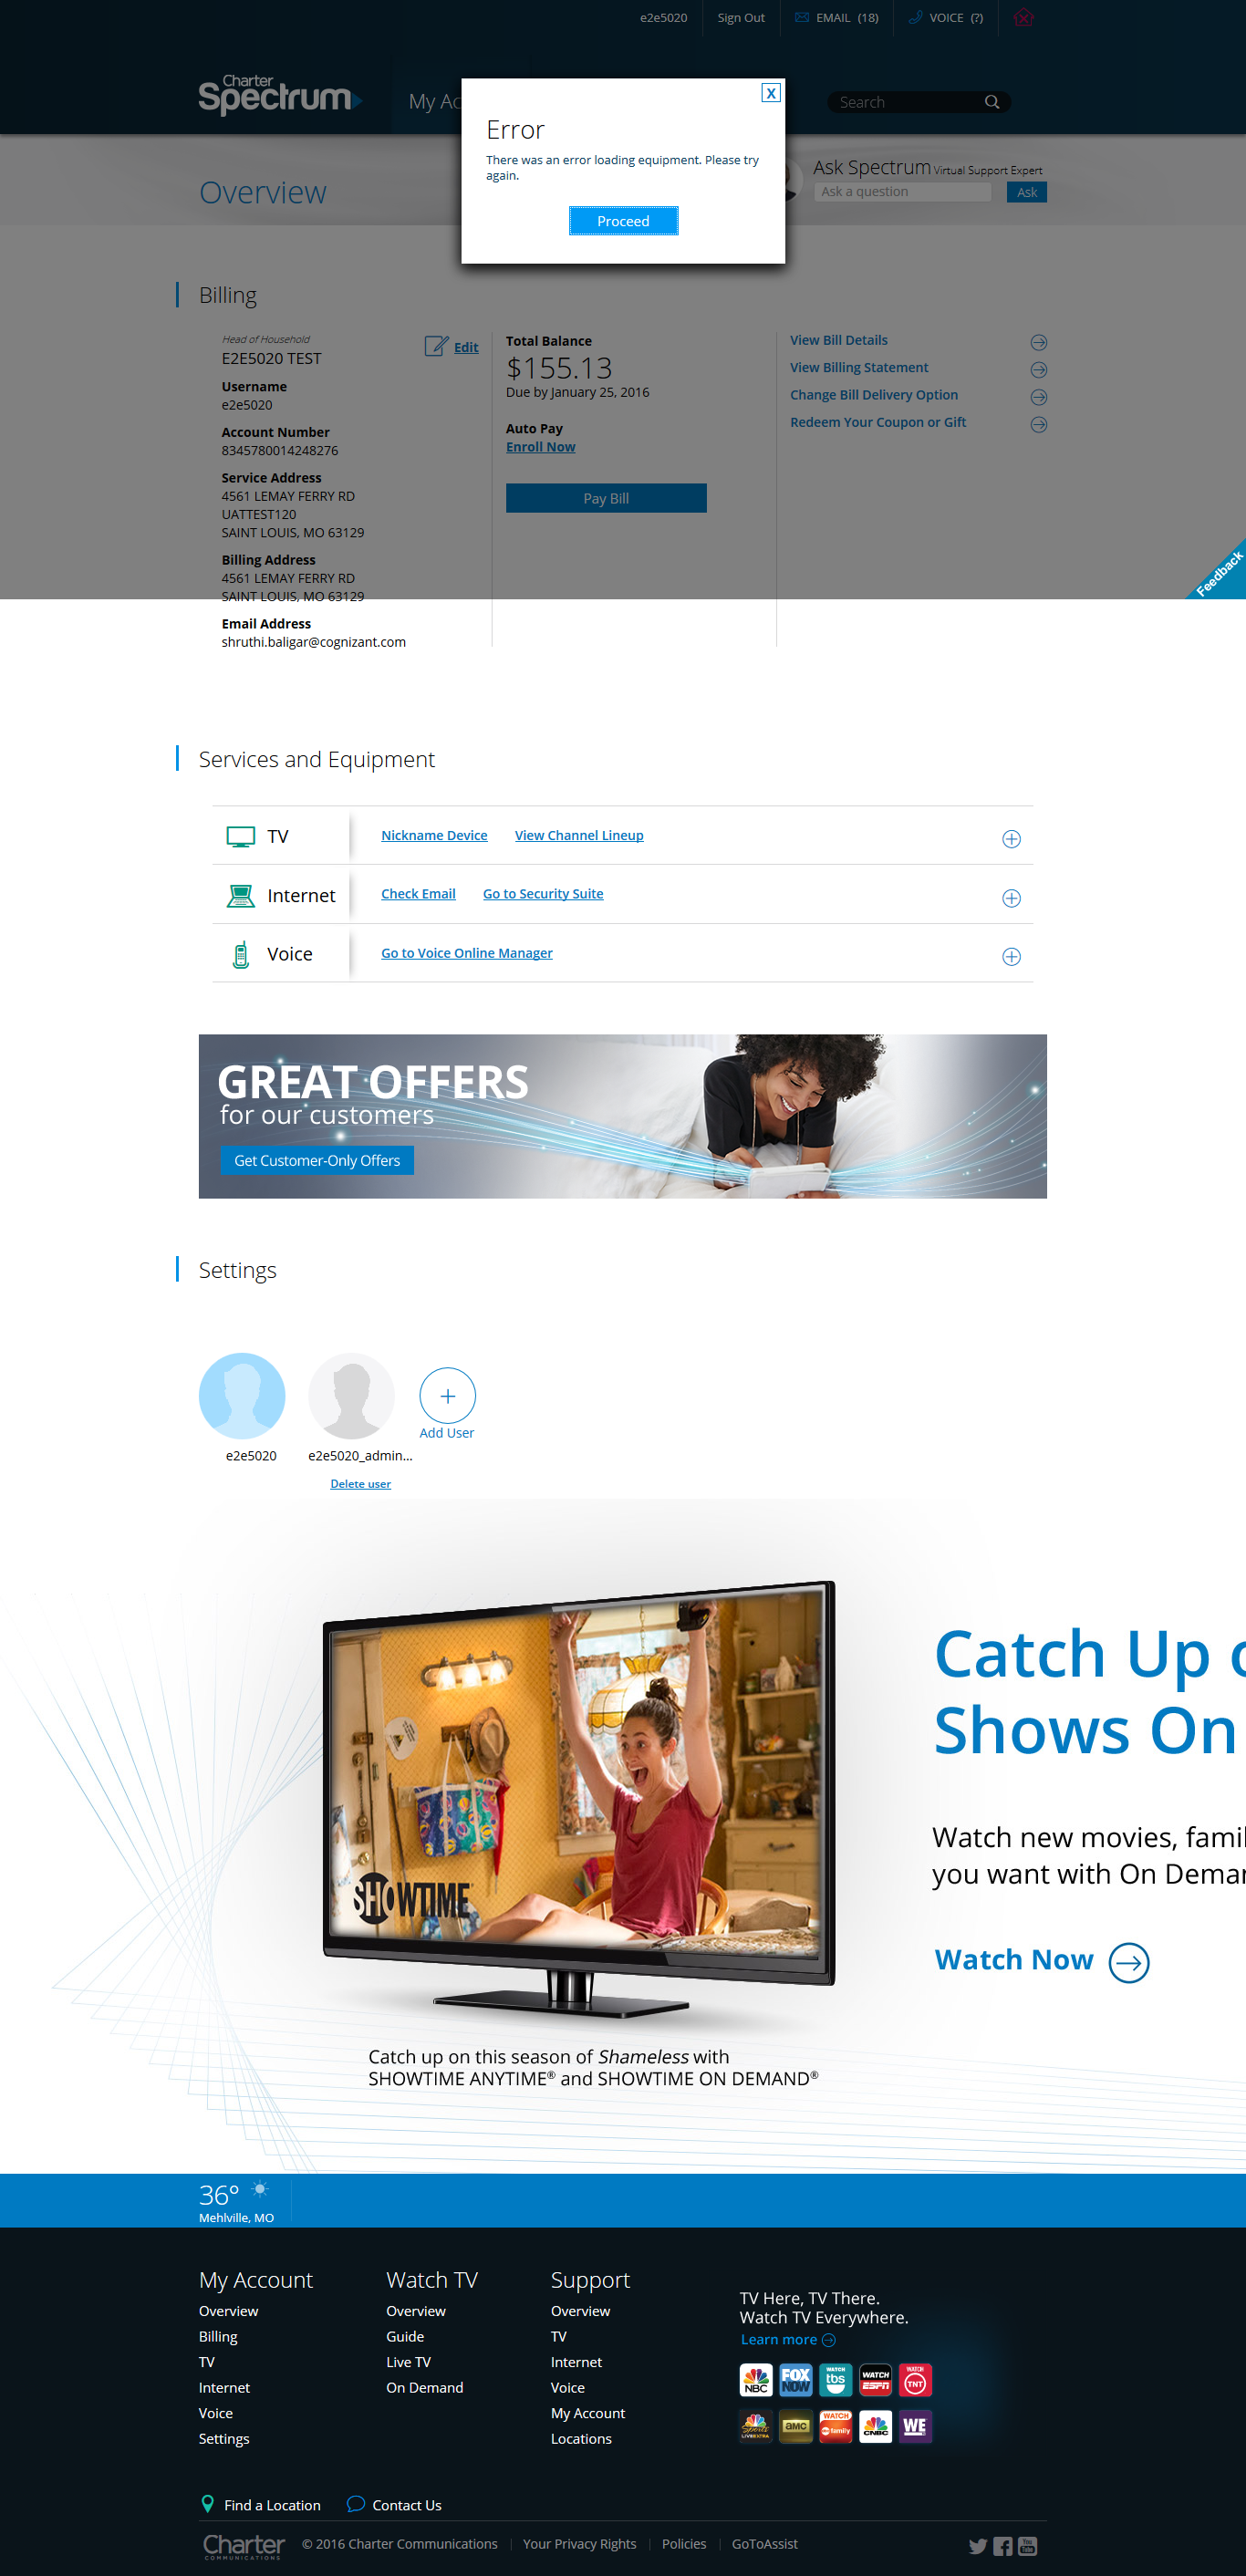 e2e5020
Sign Out
EMAIL (18)
VOICE (?)
Charter
Spectrum
My Ac
Search
X
Error
There was an error loading equipment. Please try
again.
Proceed
Overview
Ask Spectrum Virtual Support Expert
Ask a question
Ask
Billing
Head of Household
E2E5020 TEST
Edit
Username
e2e5020
Account Number
8345780014248276
Service Address
4561 LEMAY FERRY RD
UATTEST120
SAINT LOUIS, MO 63129
Billing Address
4561 LEMAY FERRY RD
SAINT LOUIS, MO 63129
Email Address
shruthi.baligar@cognizant.com
Total Balance
$155.13
Due by January 25, 2016
Auto Pay
Enroll Now
Pay Bill
View Bill Details
View Billing Statement
Change Bill Delivery Option
Redeem Your Coupon or Gift
Feedback
Services and Equipment
TV
Nickname Device
View Channel Lineup
Internet
Check Email
Go to Security Suite
Voice
Go to Voice Online Manager
GREAT OFFERS
for our customers
Get Customer-Only Offers
Settings
e2e5020
e2e5020_admin...
Delete user
Add User
SHOWTIME
Catch Up o
Shows On
Watch new movies, famil
you want with On Deman
Watch Now
Catch up on this season of Shameless with
SHOWTIME ANYTIME® and SHOWTIME ON DEMAND®
36°
Mehlville, MO
My Account
Overview
Billing
TV
Internet
Voice
Settings
Watch TV
Overview
Guide
Live TV
On Demand
Support
Overview
TV
Internet
Voice
My Account
Locations
TV Here, TV There.
Watch TV Everywhere.
Learn more
NBC
FOX NOW
WATCH tbs
WATCH ESPN
WATCH TNT
Sports LIVE EXTRA
amc
WATCH family
CNBC
WE
Find a Location
Contact Us
Charter
COMMUNICATIONS
© 2016 Charter Communications
Your Privacy Rights
Policies
GoToAssist
You Tube